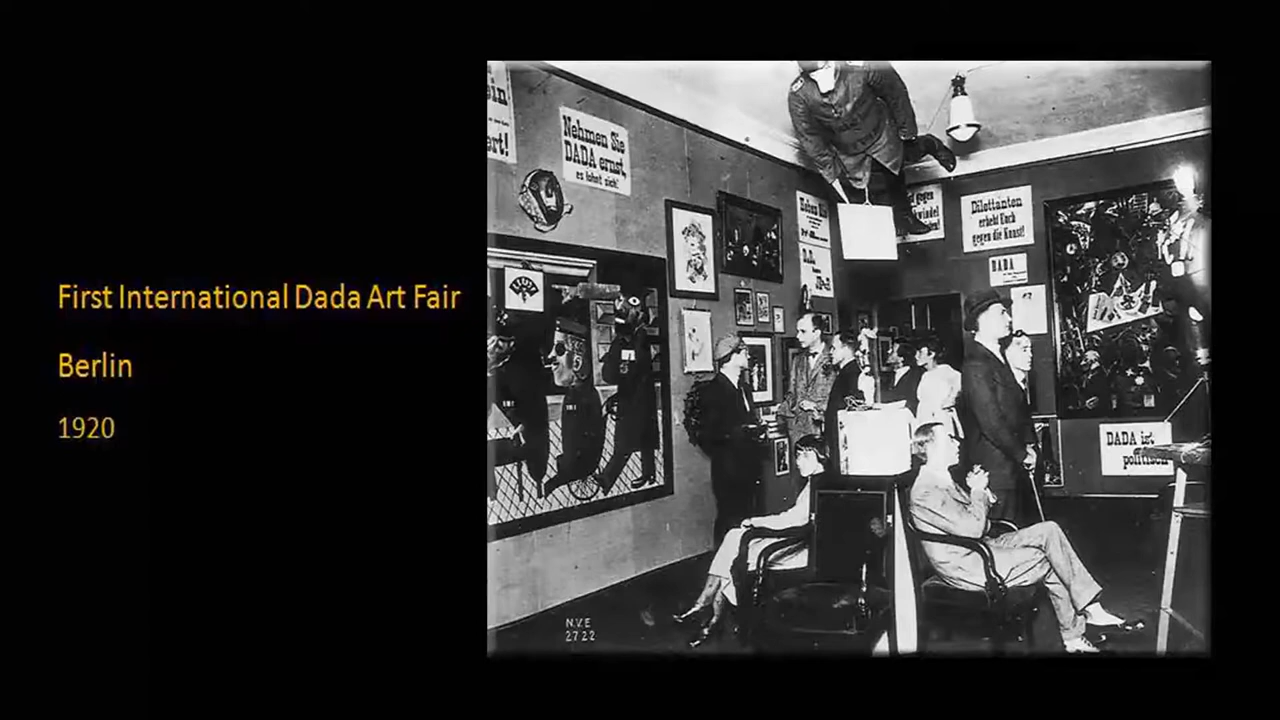 First International Dada Art Fair
Berlin
1920
Nehmen Sie
DADA ernst,
es lohnt sich!
Dilettanten
erhebt Euch
gegen die Kunst!
DADA
DADA ist
politisch
N.V.E
2722